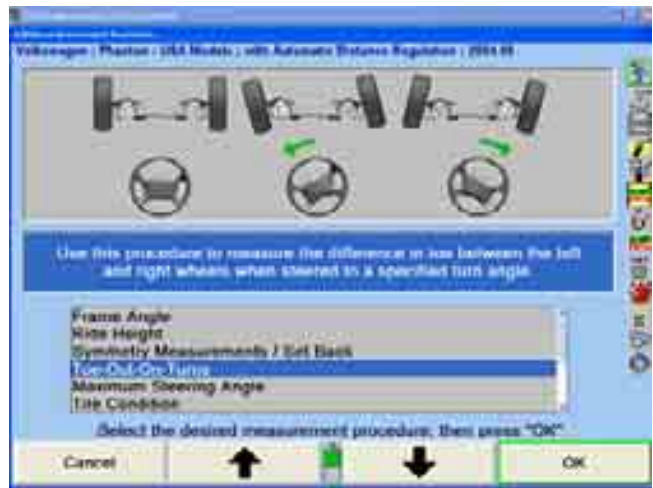 Volkswagen : Phaeton : USA Models : with Automatic Distance Regulation : 2004-05
Use this procedure to measure the difference in toe between the left
and right wheels when steered to a specified turn angle.
Frame Angle
Ride Height
Symmetry Measurements / Set Back
Toe-Out-On-Turns
Maximum Steering Angle
Tire Condition
Select the desired measurement procedure, then press "OK"
Cancel
OK